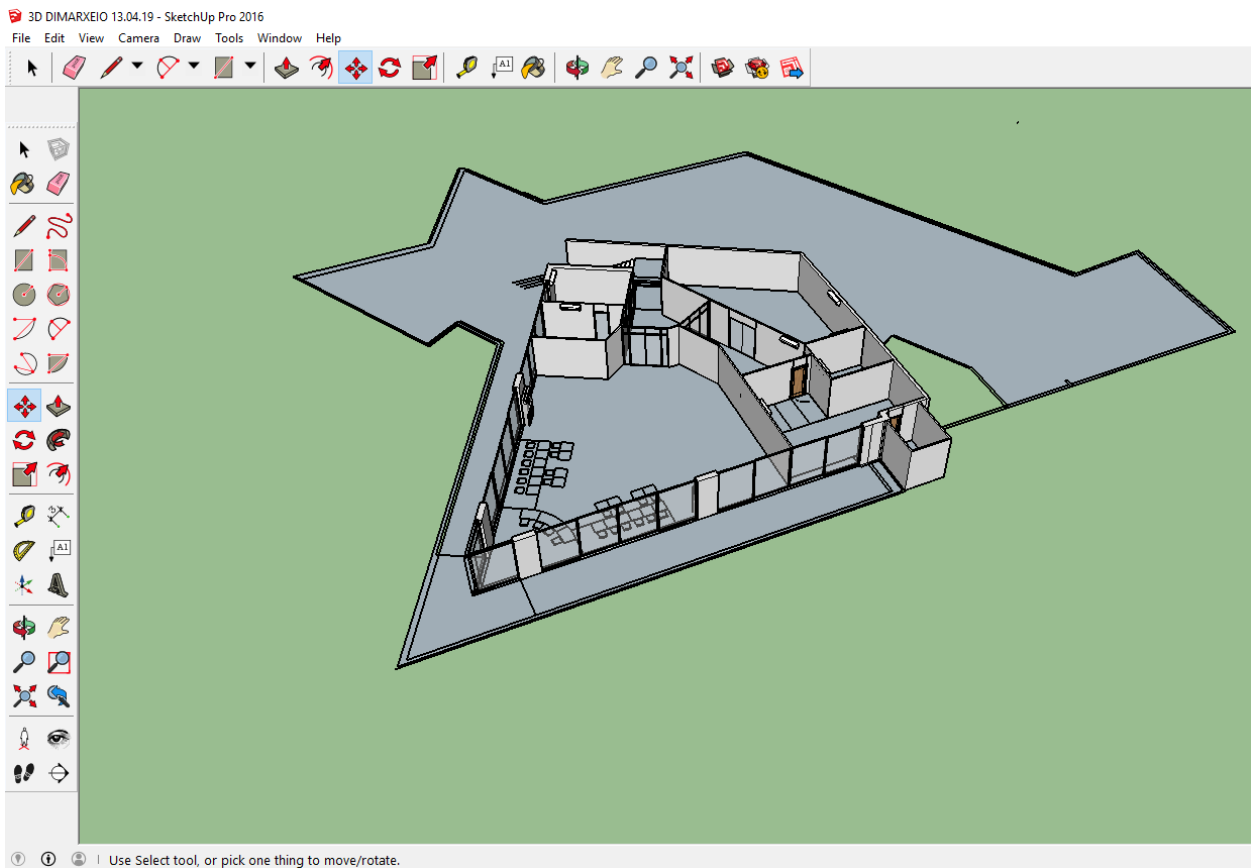 3D DIMARXEIO 13.04.19 - SketchUp Pro 2016
File Edit View Camera Draw Tools Window Help
A1
A1
Use Select tool, or pick one thing to move/rotate.